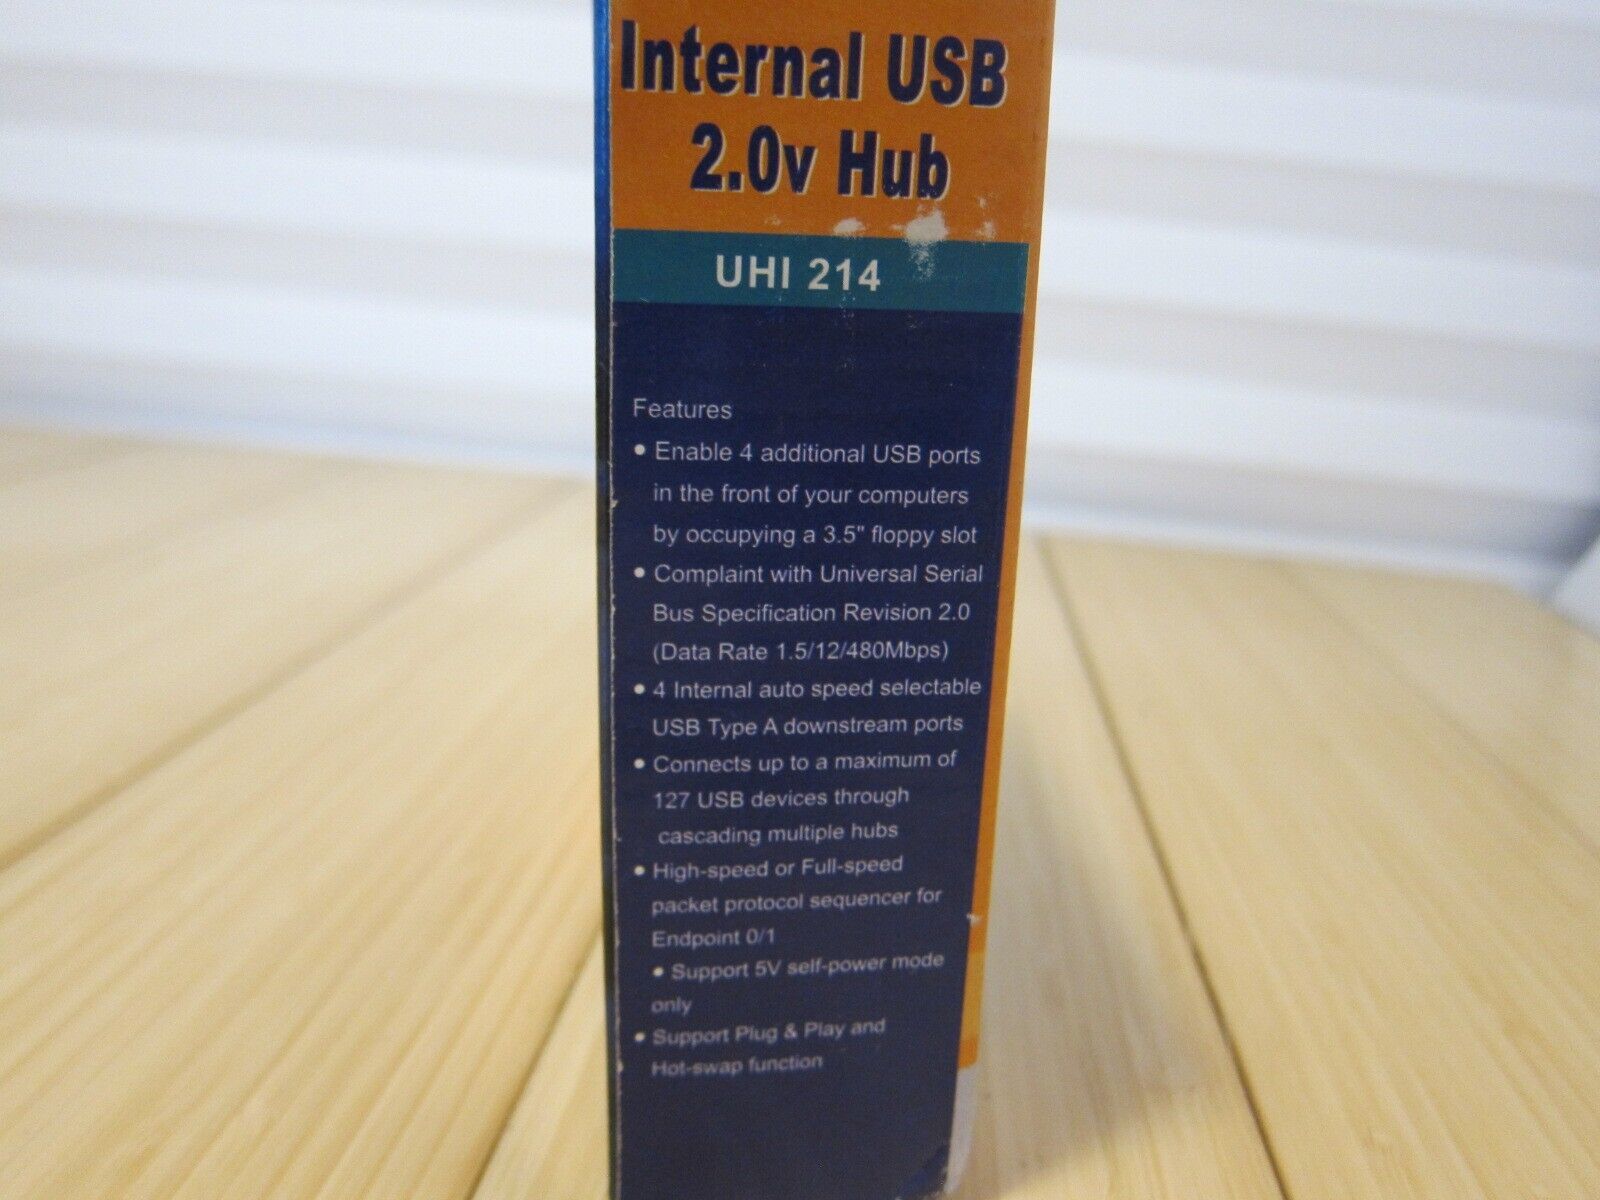 Internal USB
2.0v Hub
UHI 214
Features
• Enable 4 additional USB ports
in the front of your computers
by occupying a 3.5" floppy slot
• Complaint with Universal Serial
Bus Specification Revision 2.0
(Data Rate 1.5/12/480Mbps)
• 4 Internal auto speed selectable
USB Type A downstream ports
• Connects up to a maximum of
127 USB devices through
cascading multiple hubs
• High-speed or Full-speed
packet protocol sequencer for
Endpoint 0/1
• Support 5V self-power mode
only
• Support Plug & Play and
Hot-swap function